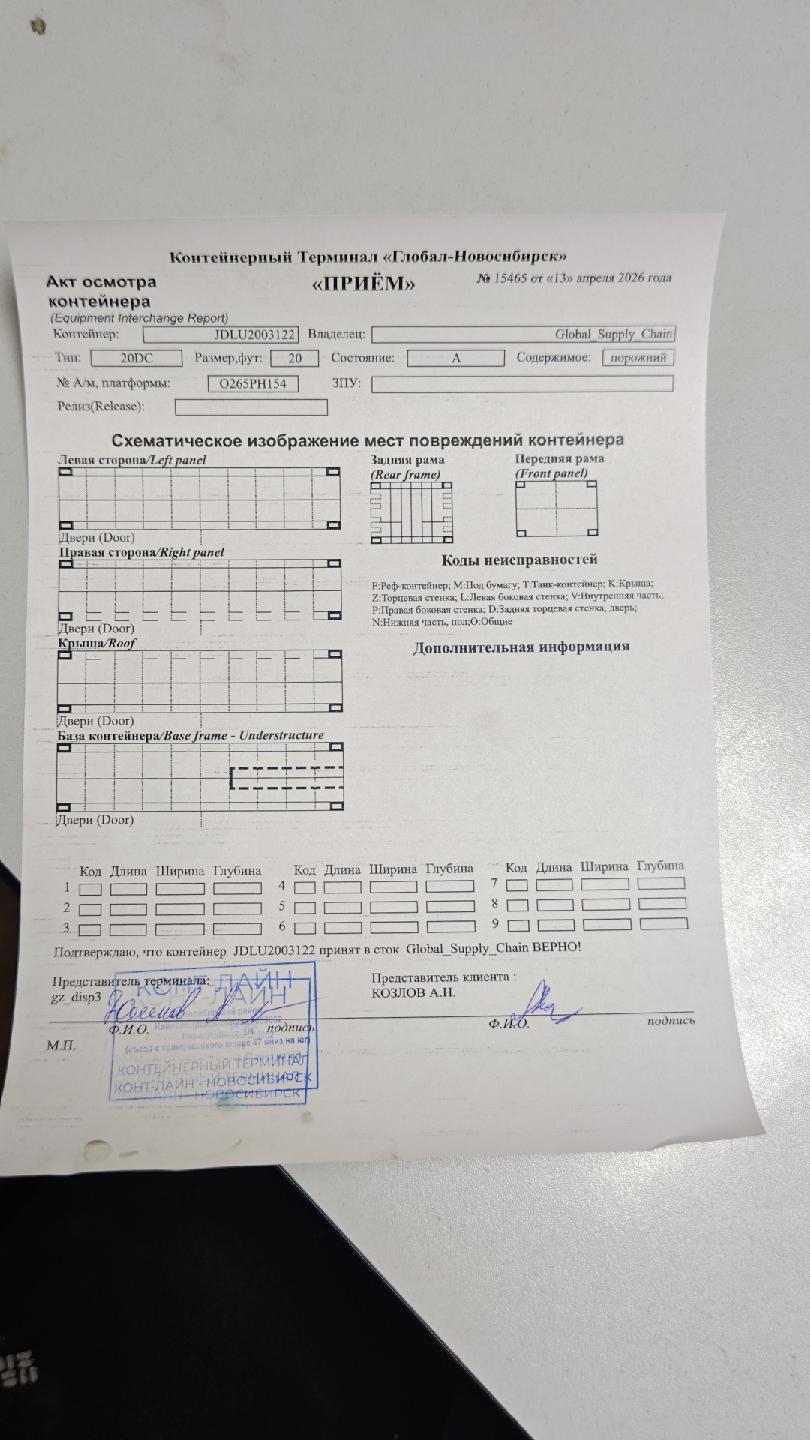 Контейнерный Терминал «Глобал-Новосибирск»
Акт осмотра контейнера
«ПРИЁМ»
№ 15465 от «13» апреля 2026 года
(Equipment Interchange Report)
Контейнер: JDLU2003122 Владелец: Global_Supply_Chain
Тип: 20DC Размер,фут: 20 Состояние: A Содержимое: порожний
№ А/м, платформы: О265РН154 ЗПУ:
Релиз(Release):
Схематическое изображение мест повреждений контейнера
Левая сторона/Left panel
Задняя рама (Rear frame)
Передняя рама (Front panel)
Двери (Door)
Правая сторона/Right panel
Двери (Door)
Крыша/Roof
Двери (Door)
База контейнера/Base frame - Understructure
Двери (Door)
Коды неисправностей
F:Реф-контейнер; M:Под бумагу; T:Танк-контейнер; K:Крыша;
Z:Торцевая стенка; L:Левая боковая стенка; V:Внутренняя часть;
P:Правая боковая стенка; D:Задняя торцевая стенка, дверь;
N:Нижняя часть, пол;O:Общие
Дополнительная информация
Код Длина Ширина Глубина Код Длина Ширина Глубина Код Длина Ширина Глубина
1 4 7
2 5 8
3 6 9
Подтверждаю, что контейнер JDLU2003122 принят в сток Global_Supply_Chain ВЕРНО!
Представитель терминала:
gz_disp3
Ф.И.О. подпись
М.П.
Представитель клиента :
КОЗЛОВ А.Н.
Ф.И.О. подпись
КОНТ-ЛАЙН
КОНТЕЙНЕРНЫЙ ТЕРМИНАЛ
КОНТ-ЛАЙН - НОВОСИБИРСК